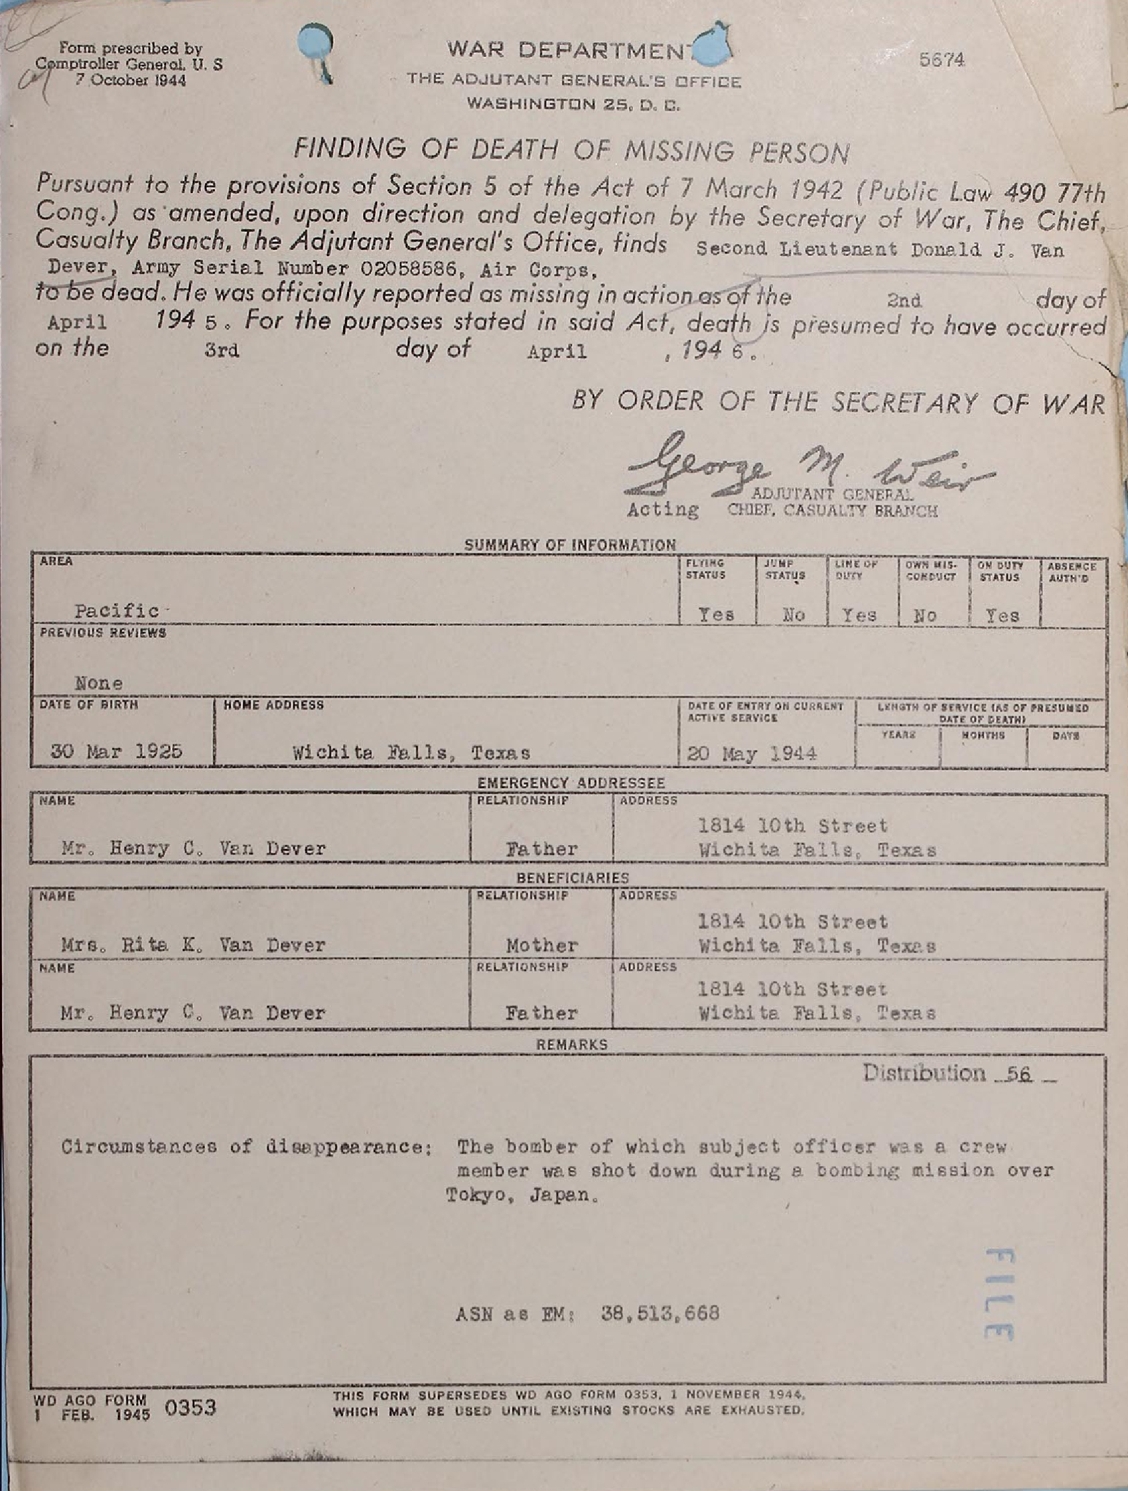 Form prescribed by
Comptroller General, U. S
7 October 1944
WAR DEPARTMENT
THE ADJUTANT GENERAL'S OFFICE
WASHINGTON 25, D. C.
5674
FINDING OF DEATH OF MISSING PERSON
Pursuant to the provisions of Section 5 of the Act of 7 March 1942 (Public Law 490 77th
Cong.) as amended, upon direction and delegation by the Secretary of War, The Chief,
Casualty Branch, The Adjutant General's Office, finds Second Lieutenant Donald J. Van
Dever, Army Serial Number 02058586, Air Corps,
to be dead. He was officially reported as missing in action as of the 2nd day of
April 194 5. For the purposes stated in said Act, death is presumed to have occurred
on the 3rd day of April , 194 6.
BY ORDER OF THE SECRETARY OF WAR
George M. Weir
ADJUTANT GENERAL
Acting CHIEF, CASUALTY BRANCH
SUMMARY OF INFORMATION
AREA FLYING STATUS JUMP STATUS LINE OF DUTY OWN MIS-CONDUCT ON DUTY STATUS ABSENCE AUTH'D
Pacific Yes No Yes No Yes
PREVIOUS REVIEWS
None
DATE OF BIRTH HOME ADDRESS DATE OF ENTRY ON CURRENT ACTIVE SERVICE LENGTH OF SERVICE (AS OF PRESUMED DATE OF DEATH)
YEARS MONTHS DAYS
30 Mar 1925 Wichita Falls, Texas 20 May 1944
EMERGENCY ADDRESSEE
NAME RELATIONSHIP ADDRESS
1814 10th Street
Mr. Henry C. Van Dever Father Wichita Falls, Texas
BENEFICIARIES
NAME RELATIONSHIP ADDRESS
1814 10th Street
Mrs. Rita K. Van Dever Mother Wichita Falls, Texas
NAME RELATIONSHIP ADDRESS
1814 10th Street
Mr. Henry C. Van Dever Father Wichita Falls, Texas
REMARKS
Distribution 56
Circumstances of disappearance: The bomber of which subject officer was a crew
member was shot down during a bombing mission over
Tokyo, Japan.
FILE
ASN as EM: 38,513,668
WD AGO FORM
1 FEB. 1945 0353
THIS FORM SUPERSEDES WD AGO FORM 0353, 1 NOVEMBER 1944,
WHICH MAY BE USED UNTIL EXISTING STOCKS ARE EXHAUSTED.